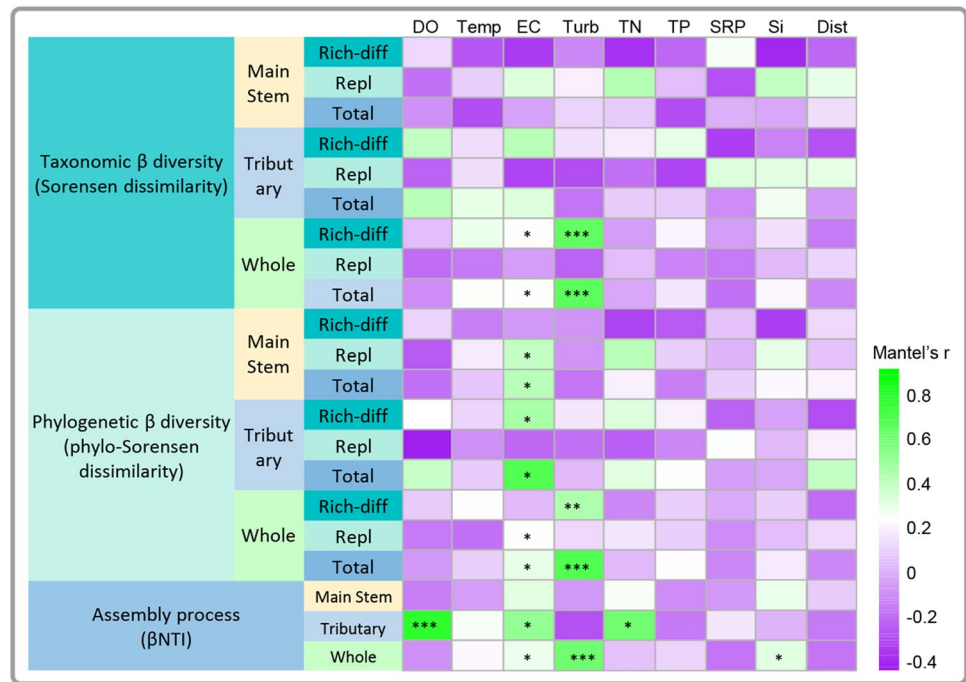 DO Temp EC Turb TN TP SRP Si Dist
Taxonomic β diversity
(Sorensen dissimilarity)
Main
Stem
Rich-diff
Repl
Total
Tribut
ary
Rich-diff
Repl
Total
Whole
Rich-diff * ***
Repl
Total * ***
Phylogenetic β diversity
(phylo-Sorensen
dissimilarity)
Main
Stem
Rich-diff
Repl *
Total *
Tribut
ary
Rich-diff *
Repl
Total *
Whole
Rich-diff **
Repl *
Total * ***
Assembly process
(βNTI)
Main Stem
Tributary *** * *
Whole * *** *
Mantel's r
0.8
0.6
0.4
0.2
0
-0.2
-0.4